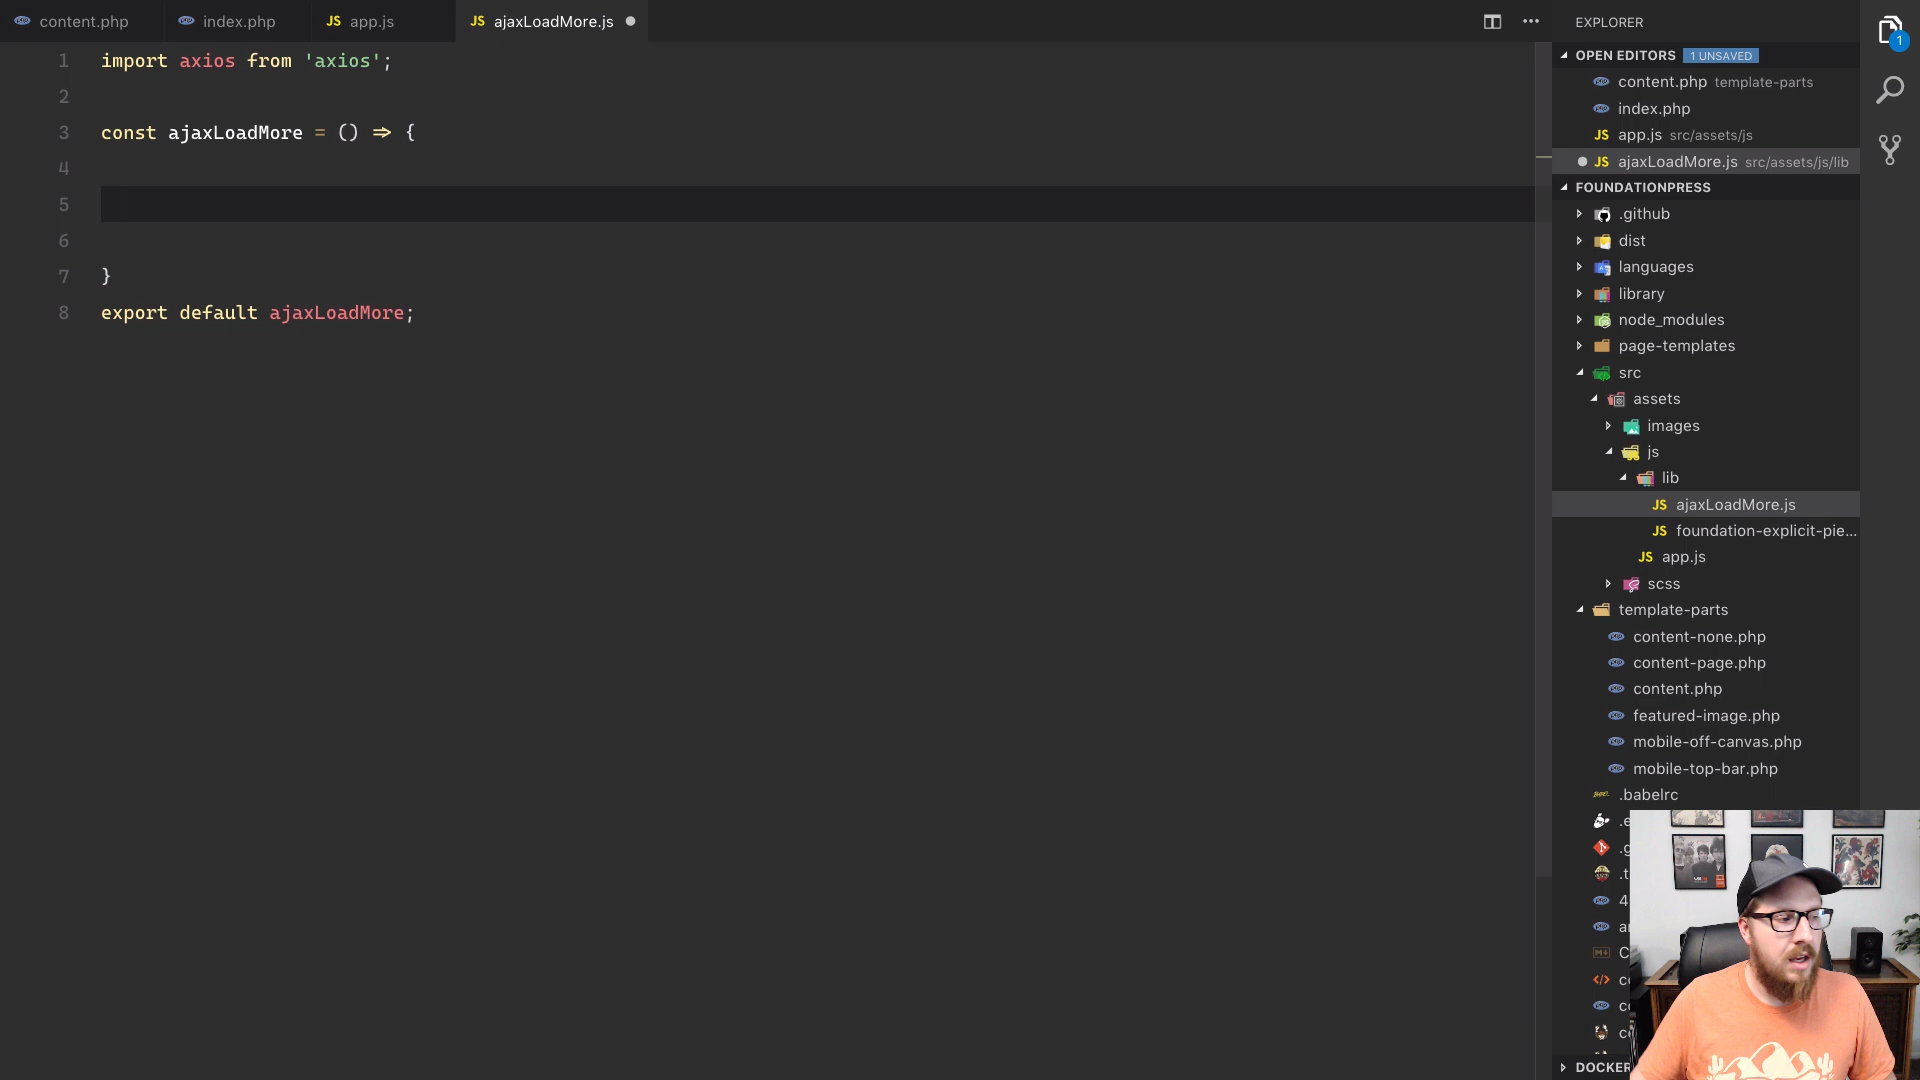 content.php
index.php
JS app.js
JS ajaxLoadMore.js
1 import axios from 'axios';
2
3 const ajaxLoadMore = () => {
4
5
6
7 }
8 export default ajaxLoadMore;
EXPLORER
OPEN EDITORS 1 UNSAVED
content.php template-parts
index.php
JS app.js src/assets/js
JS ajaxLoadMore.js src/assets/js/lib
FOUNDATIONPRESS
.github
dist
languages
library
node_modules
page-templates
src
assets
images
js
lib
JS ajaxLoadMore.js
JS foundation-explicit-pie...
JS app.js
scss
template-parts
content-none.php
content-page.php
content.php
featured-image.php
mobile-off-canvas.php
mobile-top-bar.php
.babelrc
DOCKER
1